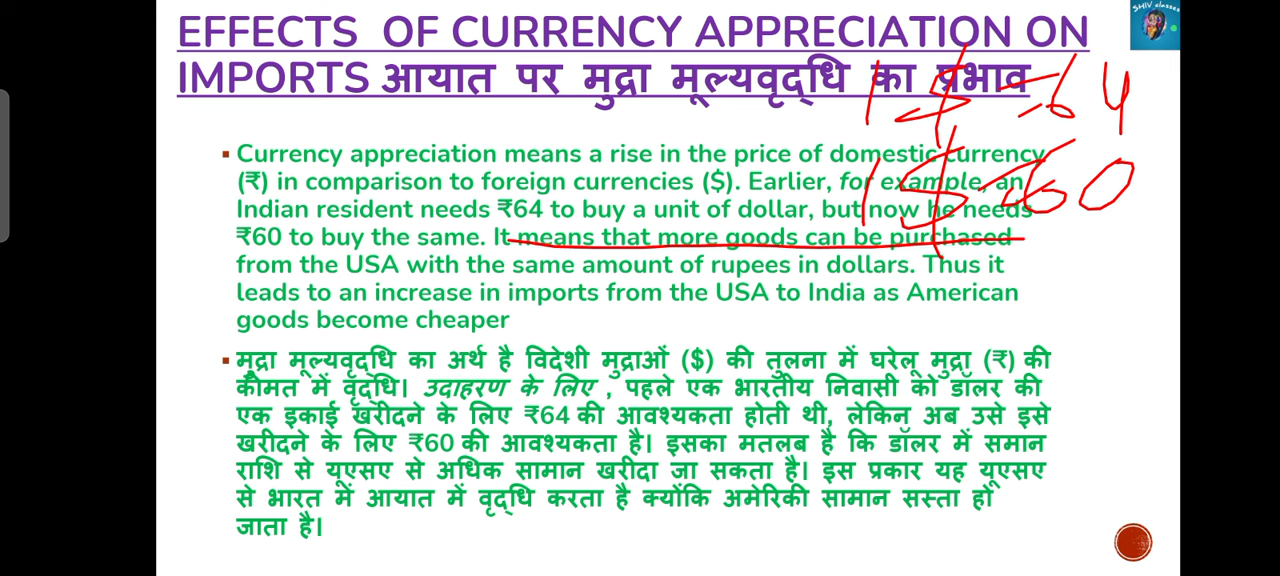 SHIV classes
EFFECTS OF CURRENCY APPRECIATION ON
IMPORTS आयात पर मुद्रा मूल्यवृद्धि का प्रभाव
1 $ = 64
1 $ = 60
▪ Currency appreciation means a rise in the price of domestic currency
(₹) in comparison to foreign currencies ($). Earlier, for example, an
Indian resident needs ₹64 to buy a unit of dollar, but now he needs
₹60 to buy the same. It means that more goods can be purchased
from the USA with the same amount of rupees in dollars. Thus it
leads to an increase in imports from the USA to India as American
goods become cheaper
▪ मुद्रा मूल्यवृद्धि का अर्थ है विदेशी मुद्राओं ($) की तुलना में घरेलू मुद्रा (₹) की
कीमत में वृद्धि। उदाहरण के लिए , पहले एक भारतीय निवासी को डॉलर की
एक इकाई खरीदने के लिए ₹64 की आवश्यकता होती थी, लेकिन अब उसे इसे
खरीदने के लिए ₹60 की आवश्यकता है। इसका मतलब है कि डॉलर में समान
राशि से यूएसए से अधिक सामान खरीदा जा सकता है। इस प्रकार यह यूएसए
से भारत में आयात में वृद्धि करता है क्योंकि अमेरिकी सामान सस्ता हो
जाता है।